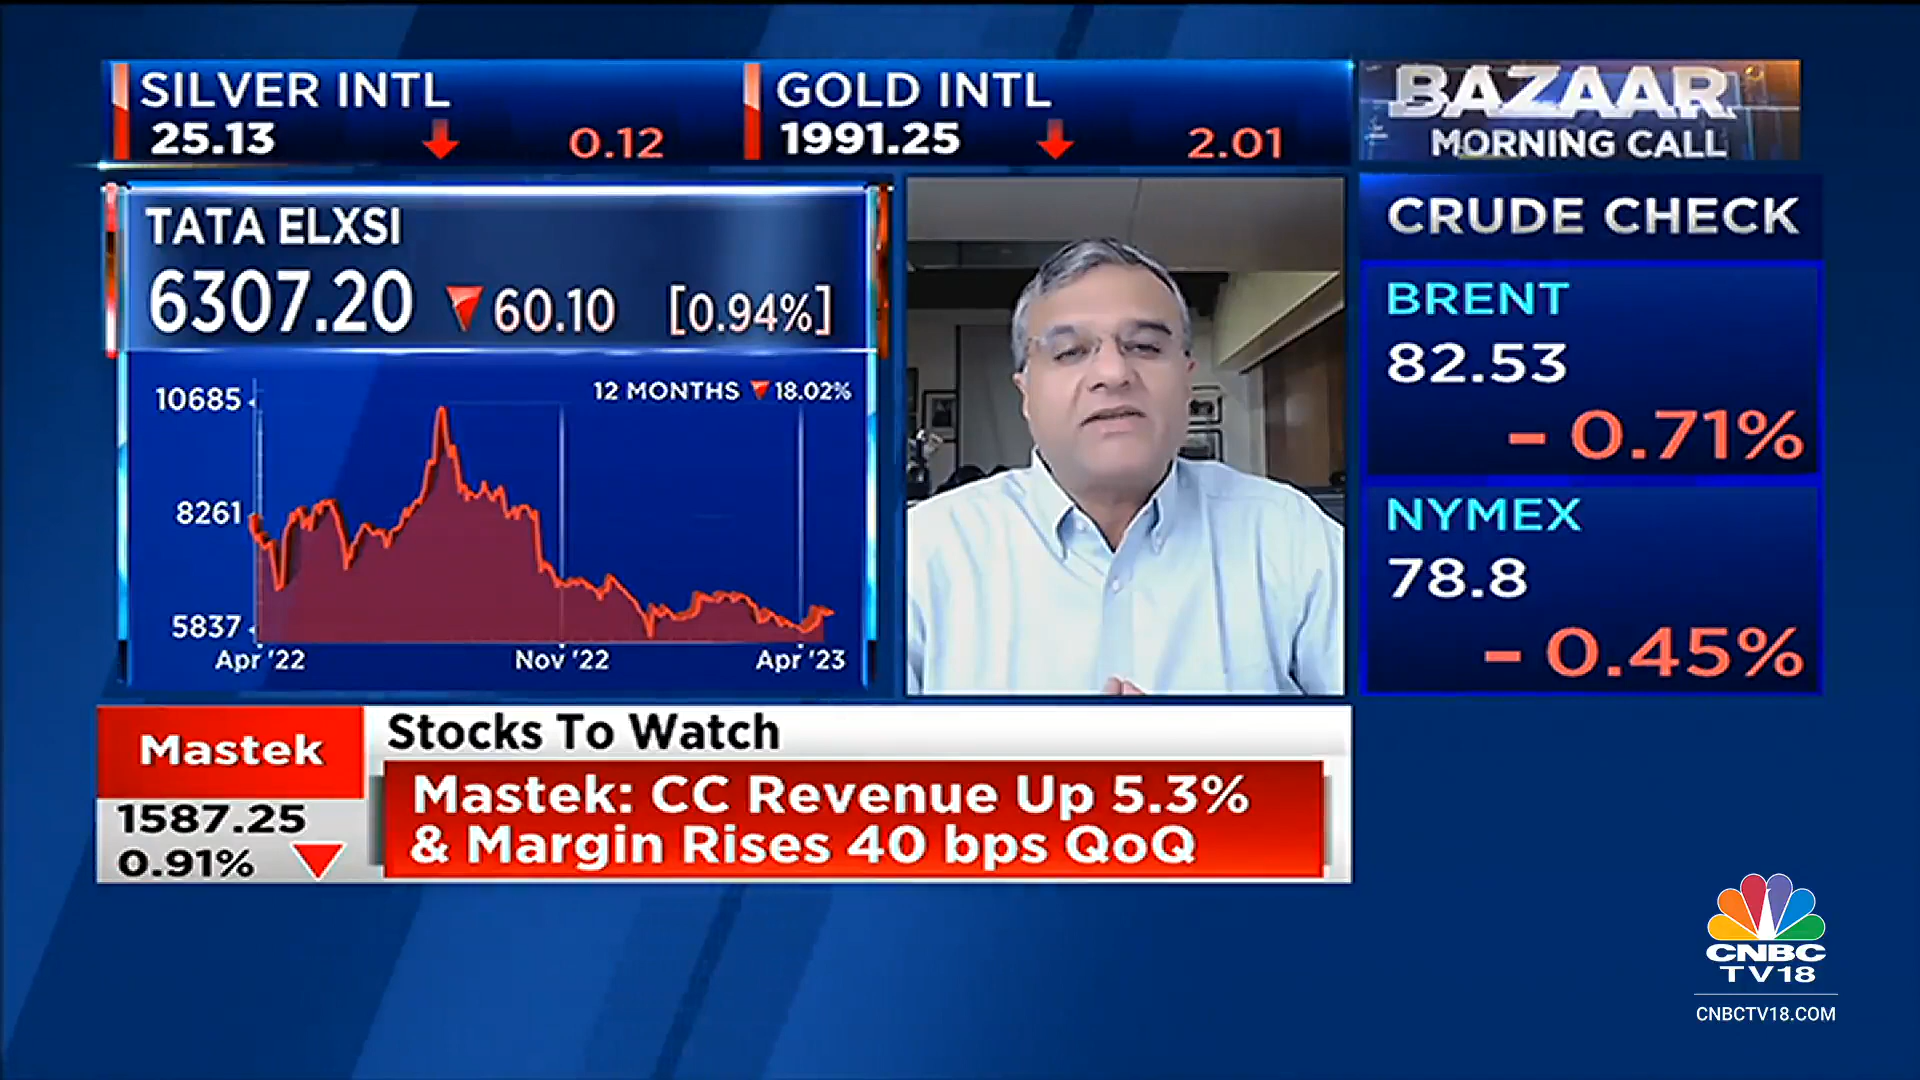 SILVER INTL
25.13 0.12
GOLD INTL
1991.25 2.01
BAZAAR
MORNING CALL
TATA ELXSI
6307.20 60.10 [0.94%]
12 MONTHS 18.02%
10685
8261
5837
Apr '22 Nov '22 Apr '23
CRUDE CHECK
BRENT
82.53
- 0.71%
NYMEX
78.8
- 0.45%
Mastek
1587.25
0.91%
Stocks To Watch
Mastek: CC Revenue Up 5.3%
& Margin Rises 40 bps QoQ
CNBC
TV18
CNBCTV18.COM